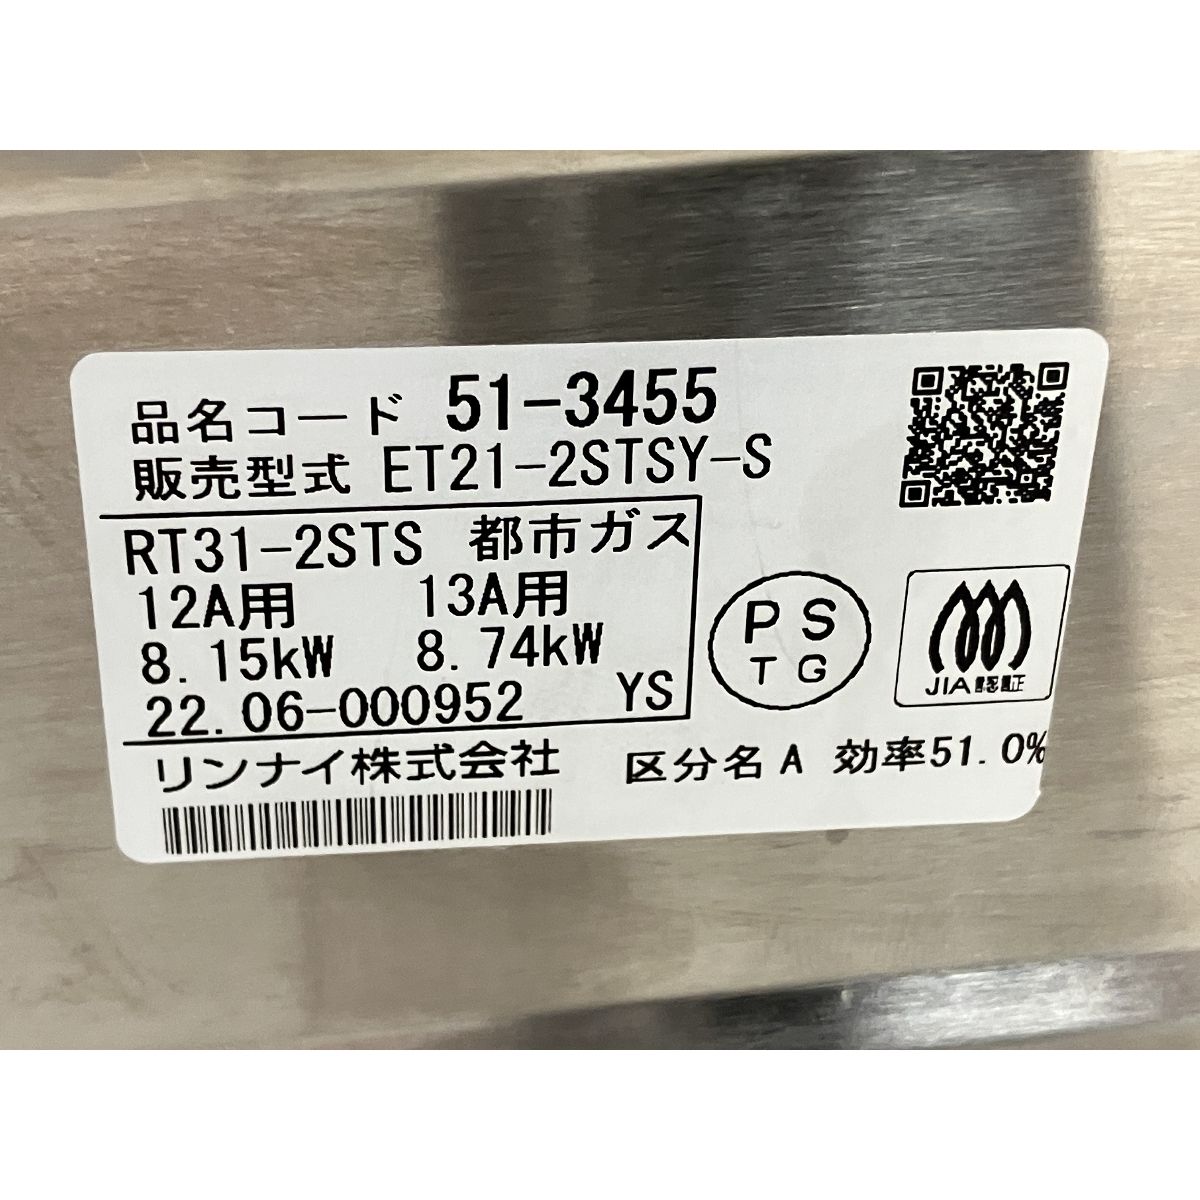 品名コード 51-3455
販売型式 ET21-2STSY-S
RT31-2STS 都市ガス
12A用 13A用
8.15kW 8.74kW
22.06-000952 YS
リンナイ株式会社
区分名 A 効率51.0%
PS
TG
JIA認証